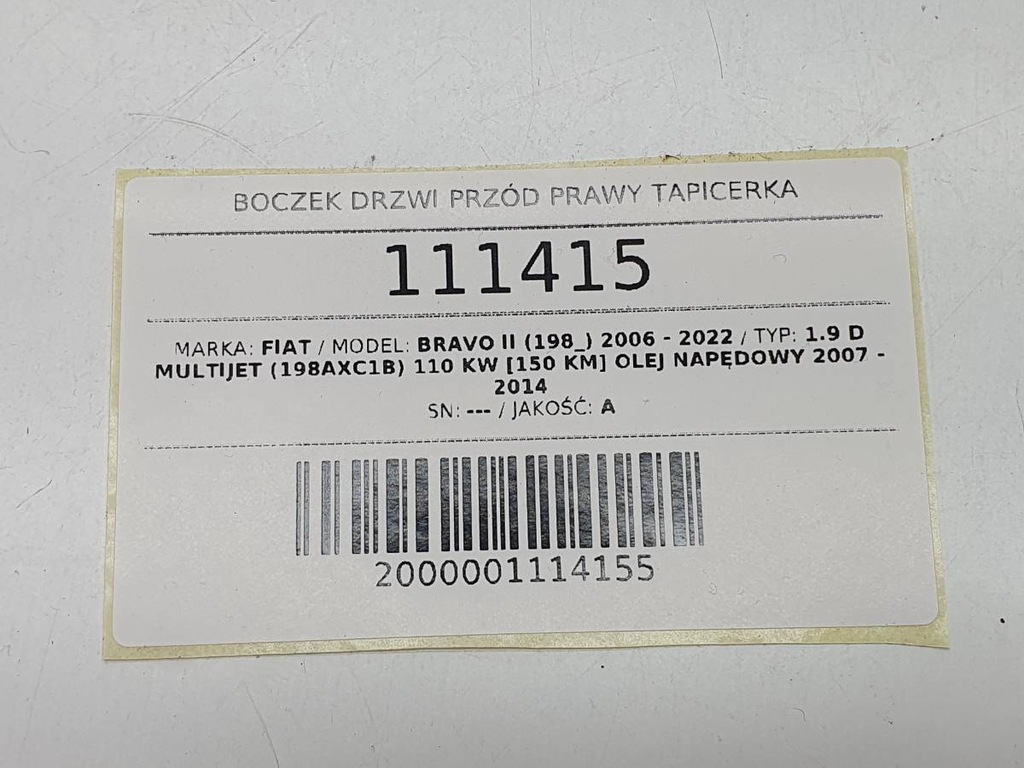 BOCZEK DRZWI PRZÓD PRAWY TAPICERKA
111415
MARKA: FIAT / MODEL: BRAVO II (198_) 2006 - 2022 / TYP: 1.9 D
MULTIJET (198AXC1B) 110 KW [150 KM] OLEJ NAPĘDOWY 2007 -
2014
SN: --- / JAKOŚĆ: A
2000001114155